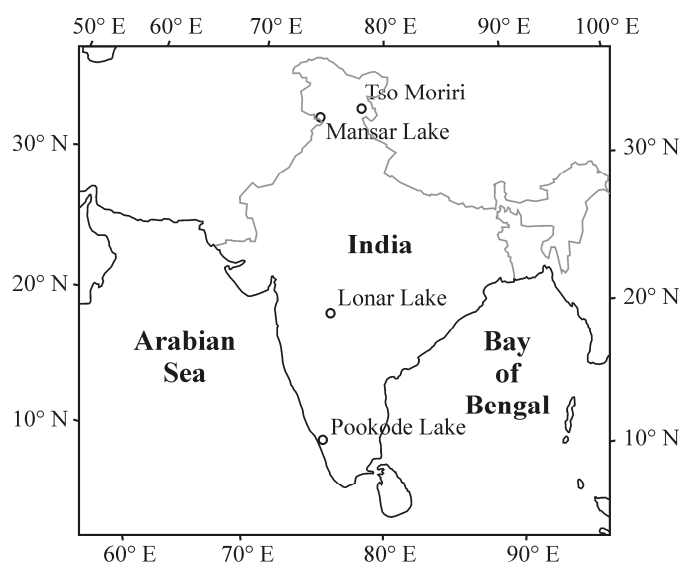 50° E 60° E 70° E 80° E 90° E 100° E
Tso Moriri
Mansar Lake
30° N
30° N
India
20° N
Lonar Lake
20° N
Arabian
Sea
Bay
of
Bengal
10° N
Pookode Lake
10° N
60° E 70° E 80° E 90° E